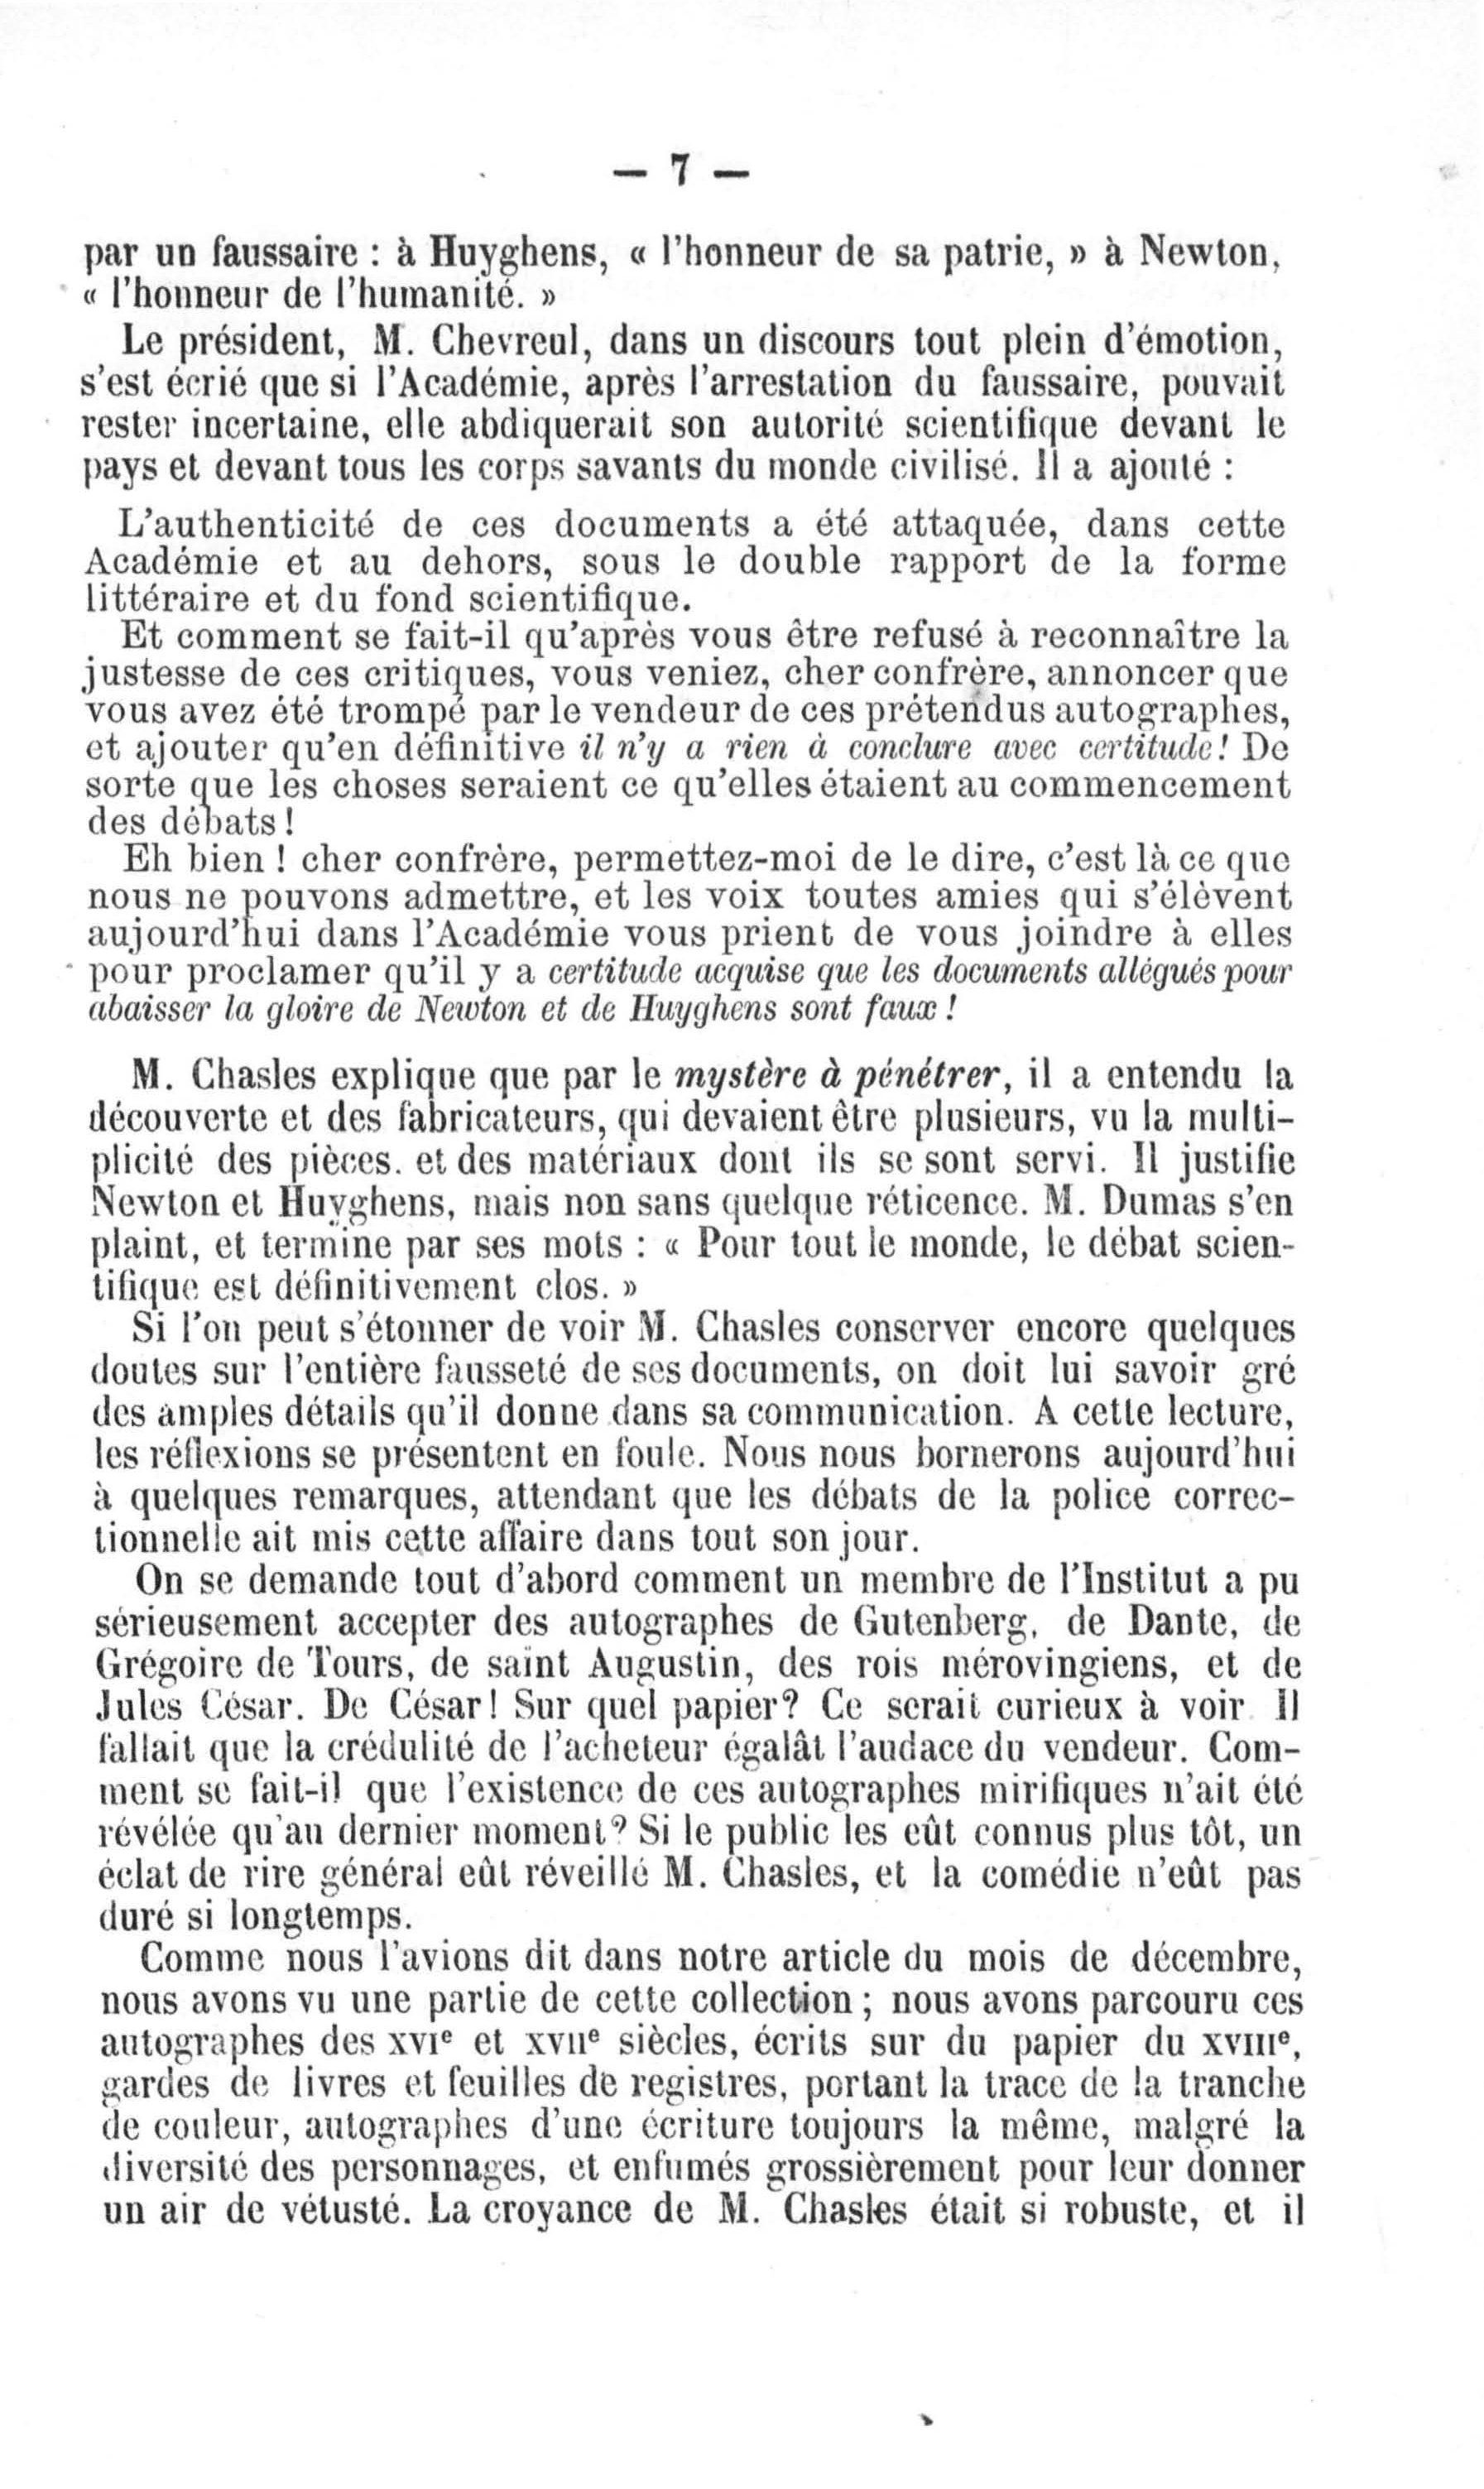 — 7 —
par un faussaire : à Huyghens, « l'honneur de sa patrie, » à Newton,
« l'honneur de l'humanité. »
Le président, M. Chevreul, dans un discours tout plein d'émotion,
s'est écrié que si l'Académie, après l'arrestation du faussaire, pouvait
rester incertaine, elle abdiquerait son autorité scientifique devant le
pays et devant tous les corps savants du monde civilisé. Il a ajouté :
L'authenticité de ces documents a été attaquée, dans cette
Académie et au dehors, sous le double rapport de la forme
littéraire et du fond scientifique.
Et comment se fait-il qu'après vous être refusé à reconnaître la
justesse de ces critiques, vous veniez, cher confrère, annoncer que
vous avez été trompé par le vendeur de ces prétendus autographes,
et ajouter qu'en définitive il n'y a rien à conclure avec certitude! De
sorte que les choses seraient ce qu'elles étaient au commencement
des débats !
Eh bien ! cher confrère, permettez-moi de le dire, c'est là ce que
nous ne pouvons admettre, et les voix toutes amies qui s'élèvent
aujourd'hui dans l'Académie vous prient de vous joindre à elles
pour proclamer qu'il y a certitude acquise que les documents allégués pour
abaisser la gloire de Newton et de Huyghens sont faux !
M. Chasles explique que par le mystère à pénétrer, il a entendu la
découverte et des fabricateurs, qui devaient être plusieurs, vu la multi-
plicité des pièces. et des matériaux dont ils se sont servi. Il justifie
Newton et Huyghens, mais non sans quelque réticence. M. Dumas s'en
plaint, et termine par ses mots : « Pour tout le monde, le débat scien-
tifique est définitivement clos. »
Si l'on peut s'étonner de voir M. Chasles conserver encore quelques
doutes sur l'entière fausseté de ses documents, on doit lui savoir gré
des amples détails qu'il donne dans sa communication. A cette lecture,
les réflexions se présentent en foule. Nous nous bornerons aujourd'hui
à quelques remarques, attendant que les débats de la police correc-
tionnelle ait mis cette affaire dans tout son jour.
On se demande tout d'abord comment un membre de l'Institut a pu
sérieusement accepter des autographes de Gutenberg, de Dante, de
Grégoire de Tours, de saint Augustin, des rois mérovingiens, et de
Jules César. De César! Sur quel papier? Ce serait curieux à voir Il
fallait que la crédulité de l'acheteur égalât l'audace du vendeur. Com-
ment se fait-il que l'existence de ces autographes mirifiques n'ait été
révélée qu'au dernier moment? Si le public les eût connus plus tôt, un
éclat de rire général eût réveillé M. Chasles, et la comédie n'eût pas
duré si longtemps.
Comme nous l'avions dit dans notre article du mois de décembre,
nous avons vu une partie de cette collection ; nous avons parcouru ces
autographes des XVIe et XVIIe siècles, écrits sur du papier du XVIIIe,
gardes de livres et feuilles de registres, portant la trace de la tranche
de couleur, autographes d'une écriture toujours la même, malgré la
diversité des personnages, et enfumés grossièrement pour leur donner
un air de vétusté. La croyance de M. Chasles était si robuste, et il